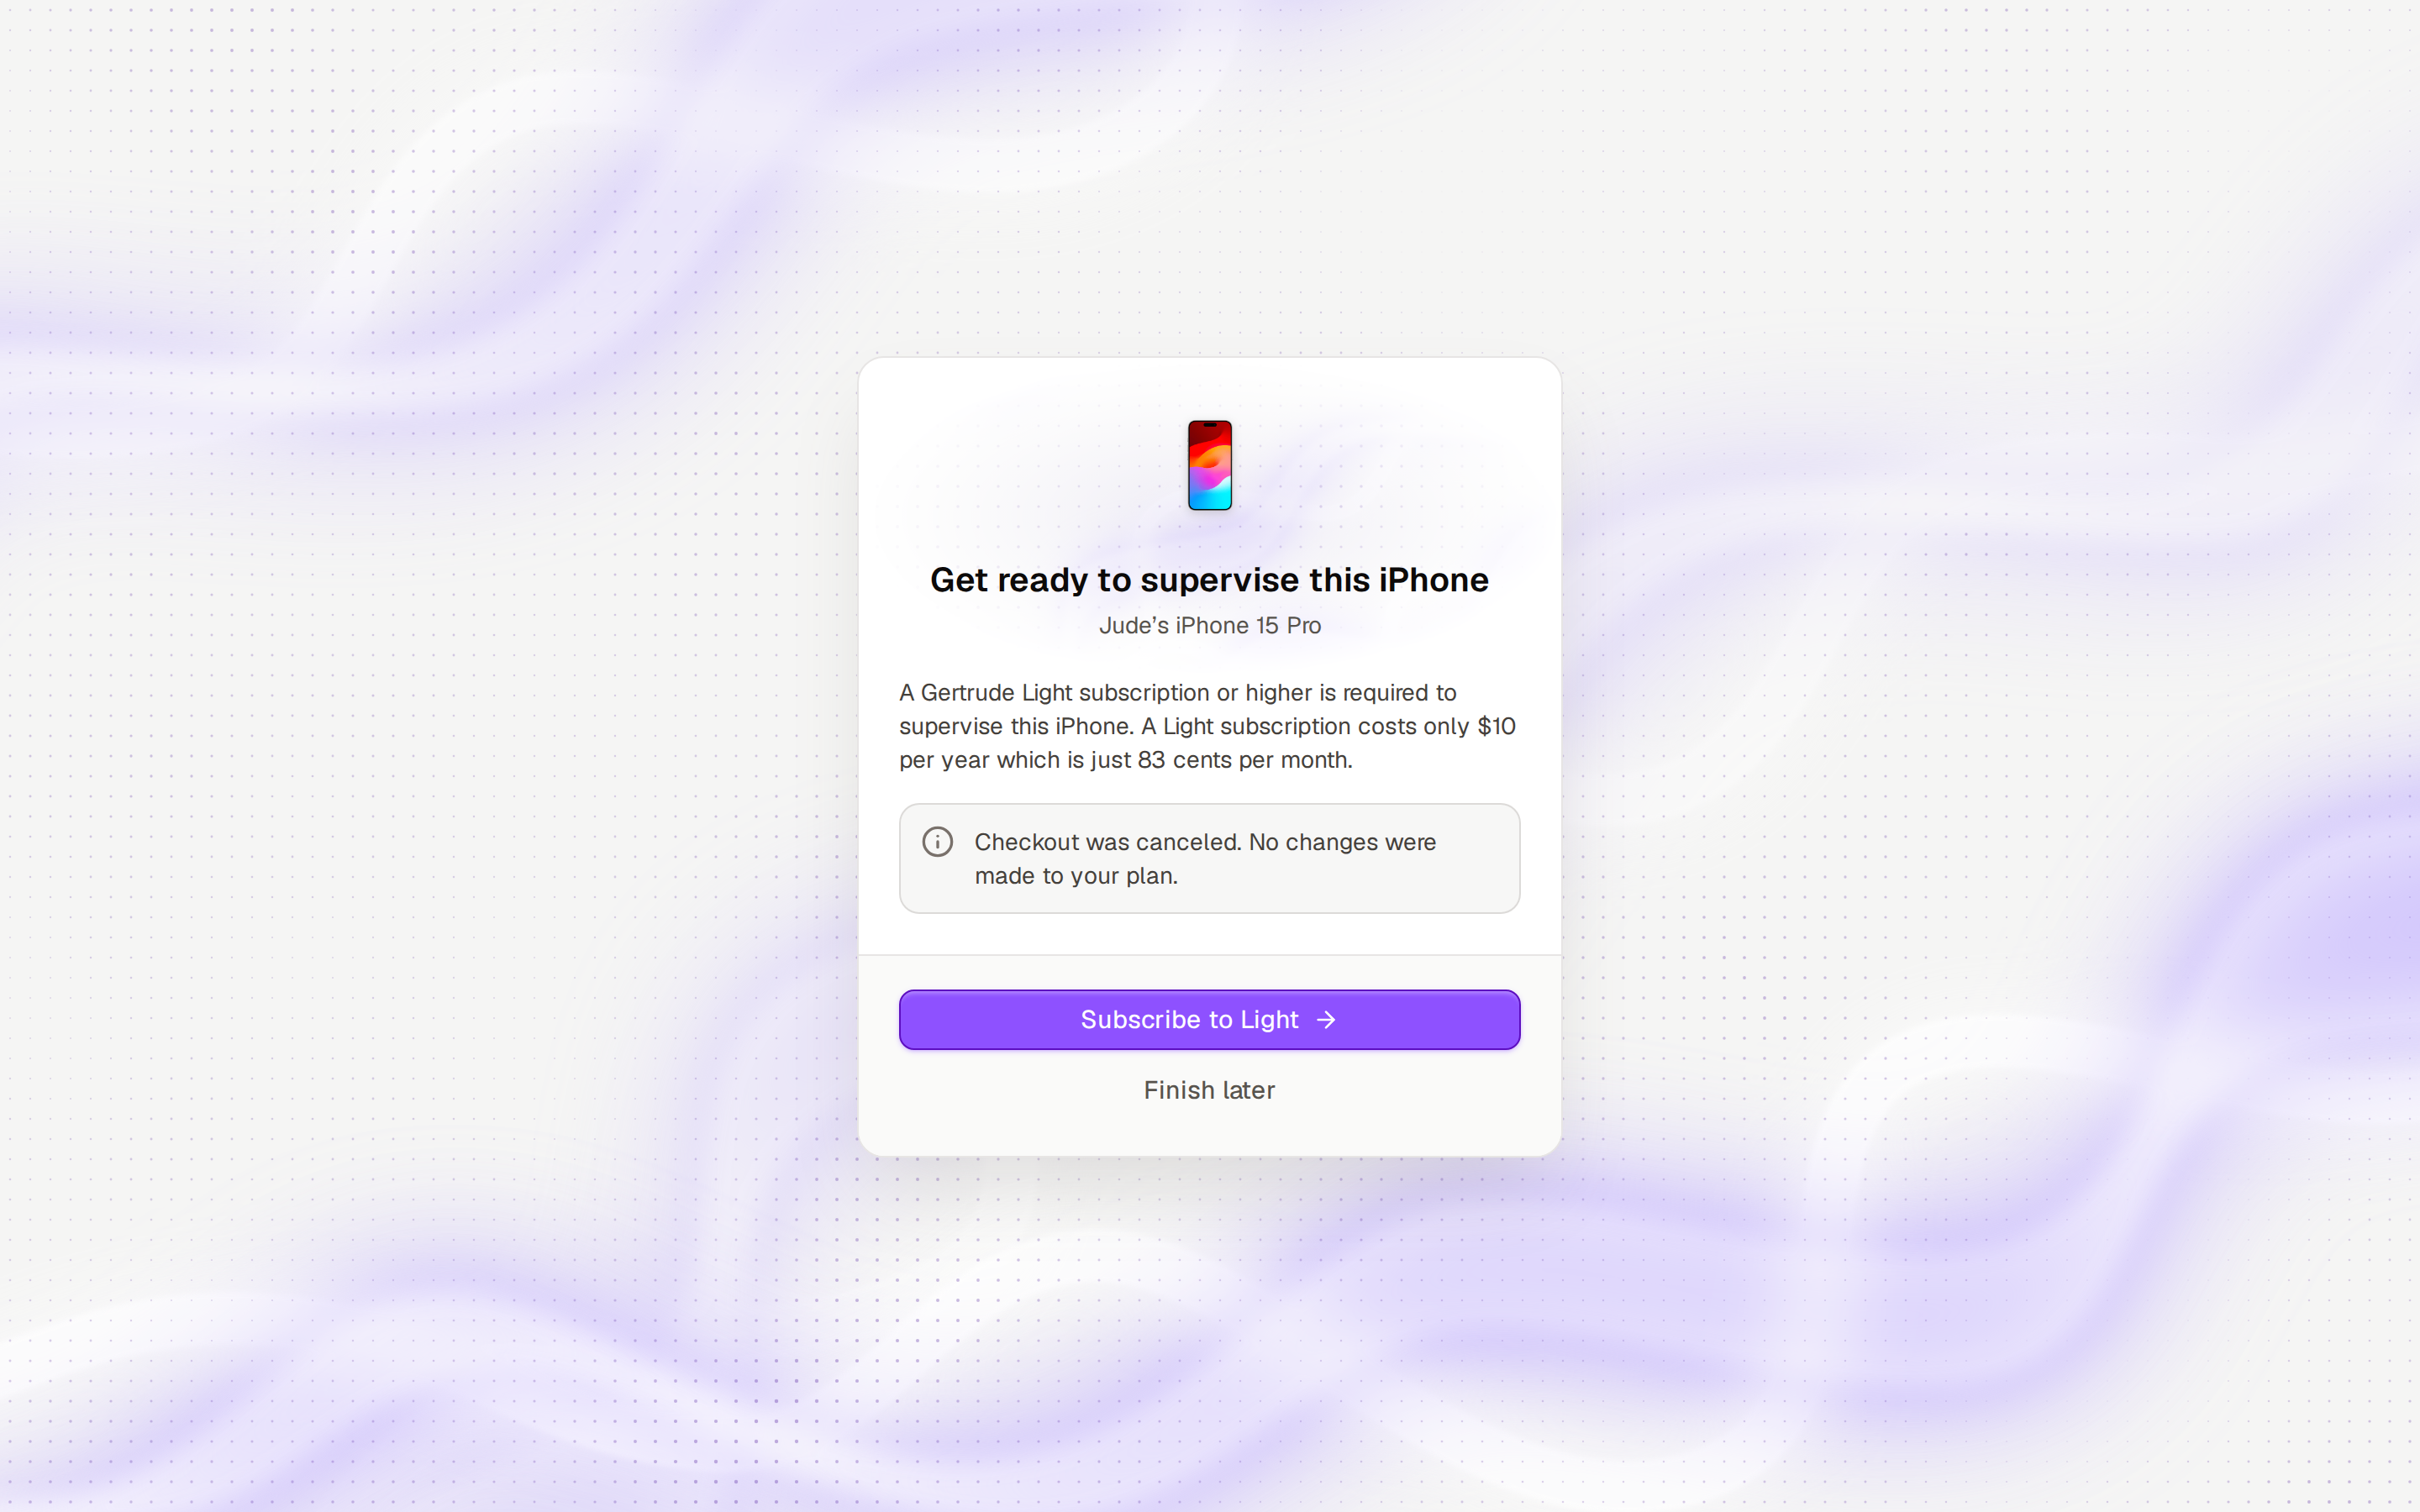 Get ready to supervise this iPhone
Jude’s iPhone 15 Pro
A Gertrude Light subscription or higher is required to
supervise this iPhone. A Light subscription costs only $10
per year which is just 83 cents per month.
Checkout was canceled. No changes were
made to your plan.
Subscribe to Light
Finish later